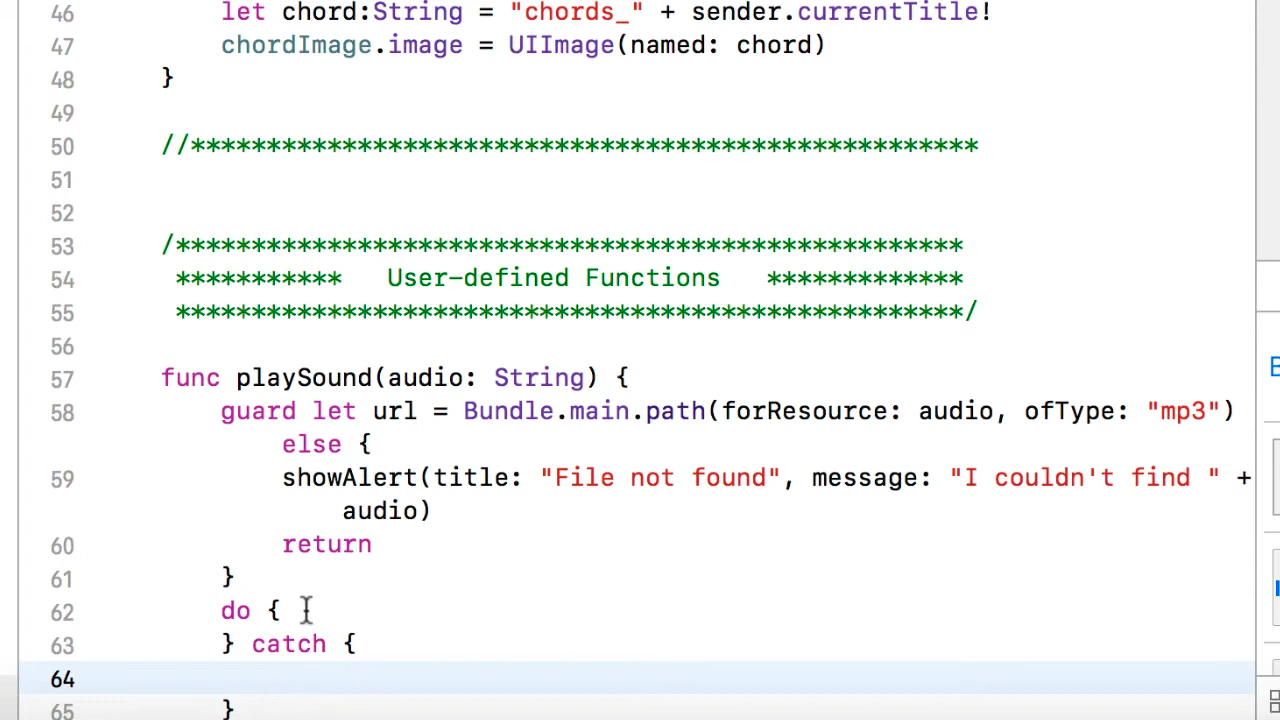 46 let chord:String = "chords_" + sender.currentTitle!
47 chordImage.image = UIImage(named: chord)
48 }
49
50 //****************************************************
51
52
53 /****************************************************
54 *********** User-defined Functions *************
55 ****************************************************/
56
57 func playSound(audio: String) {
58 guard let url = Bundle.main.path(forResource: audio, ofType: "mp3")
else {
59 showAlert(title: "File not found", message: "I couldn't find " +
audio)
60 return
61 }
62 do {
63 } catch {
64
65 }